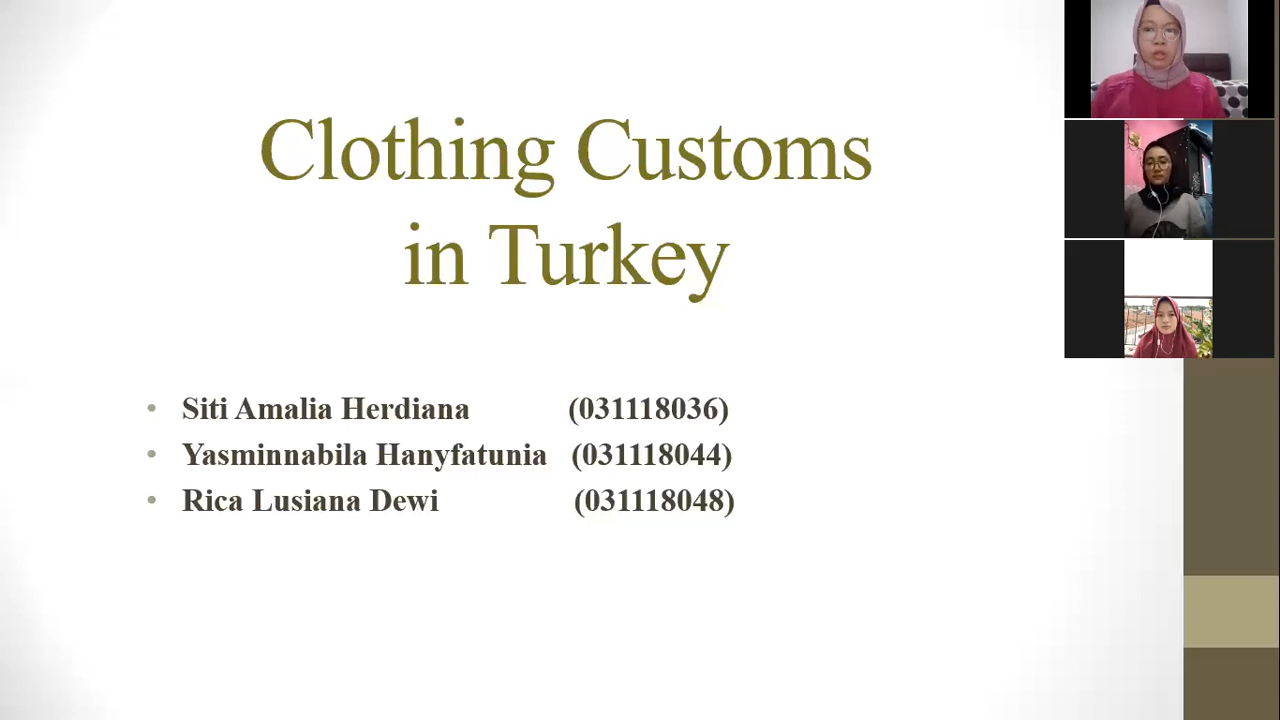 Clothing Customs
in Turkey
• Siti Amalia Herdiana (031118036)
• Yasminnabila Hanyfatunia (031118044)
• Rica Lusiana Dewi (031118048)